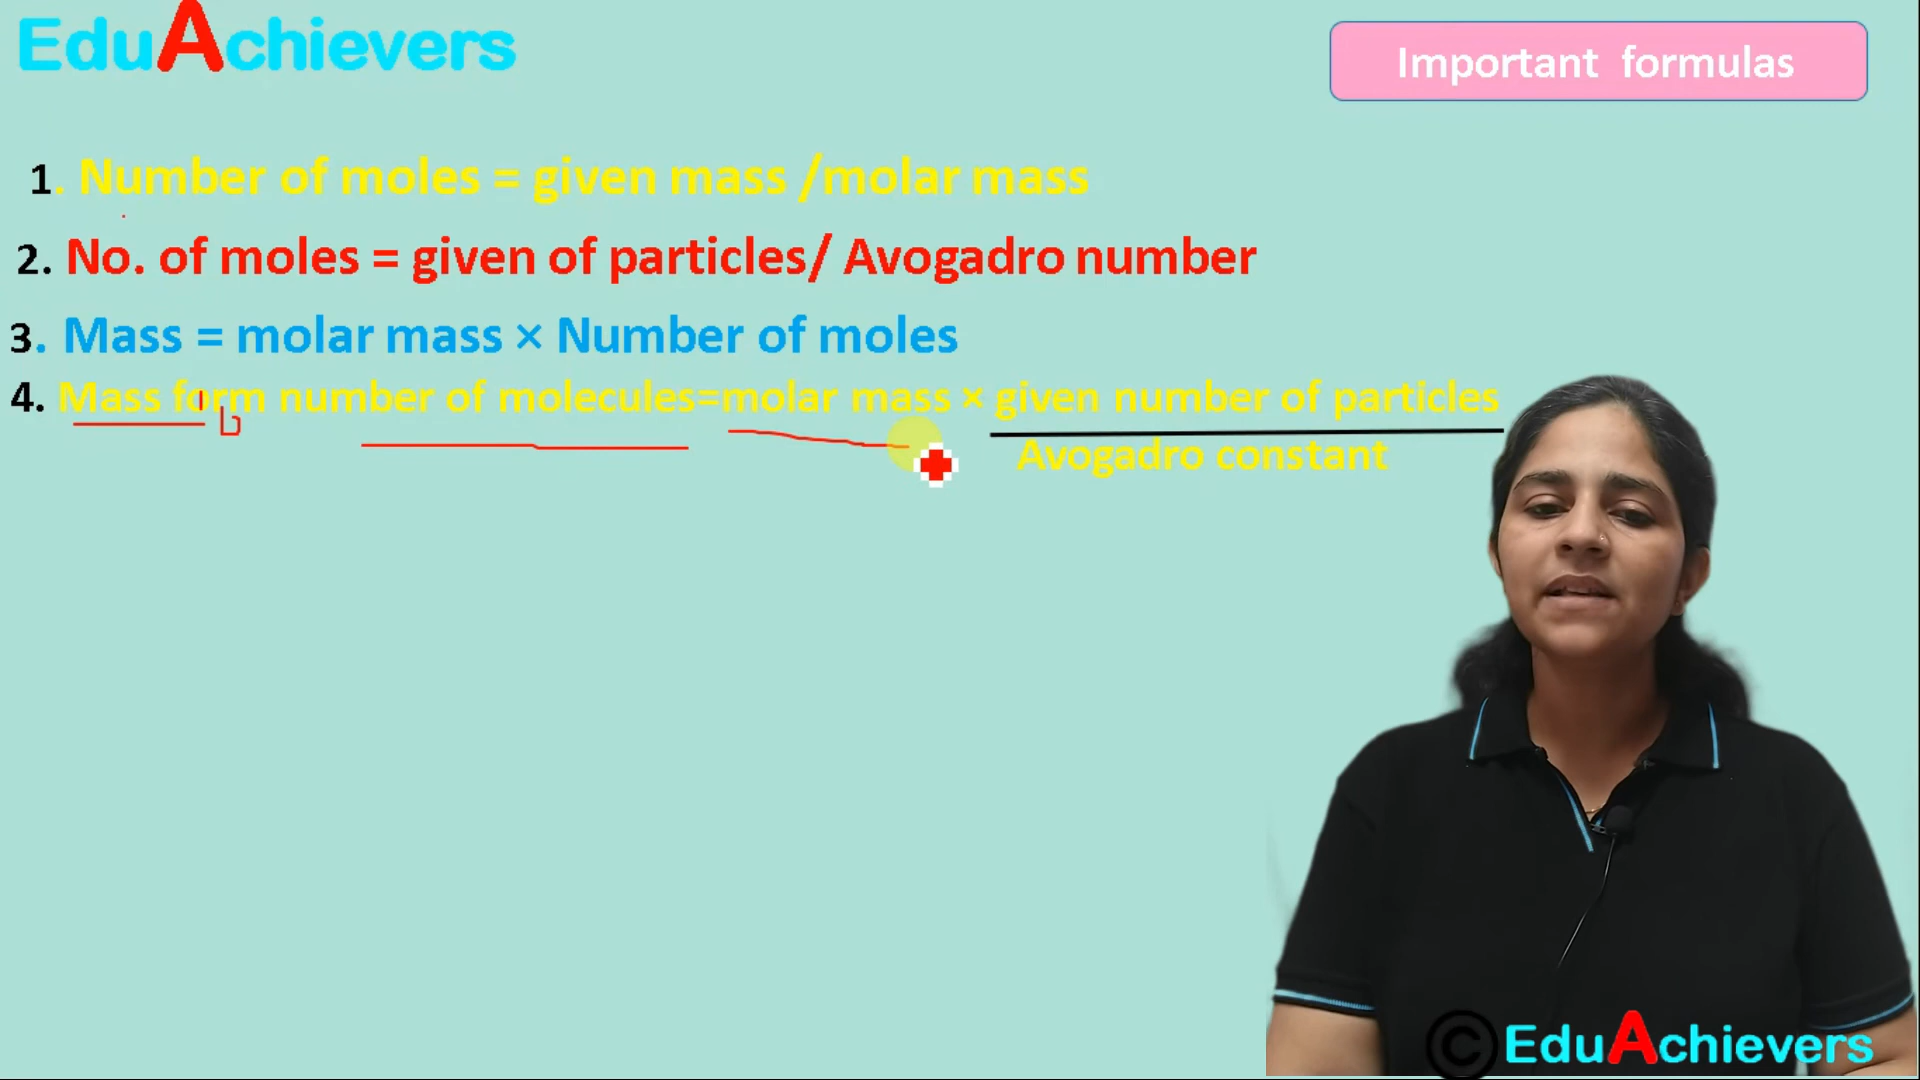 EduAchievers
Important formulas
1. Number of moles = given mass /molar mass
2. No. of moles = given of particles/ Avogadro number
3. Mass = molar mass × Number of moles
4. Mass form number of molecules=molar mass × given number of particles
Avogadro constant
© EduAchievers